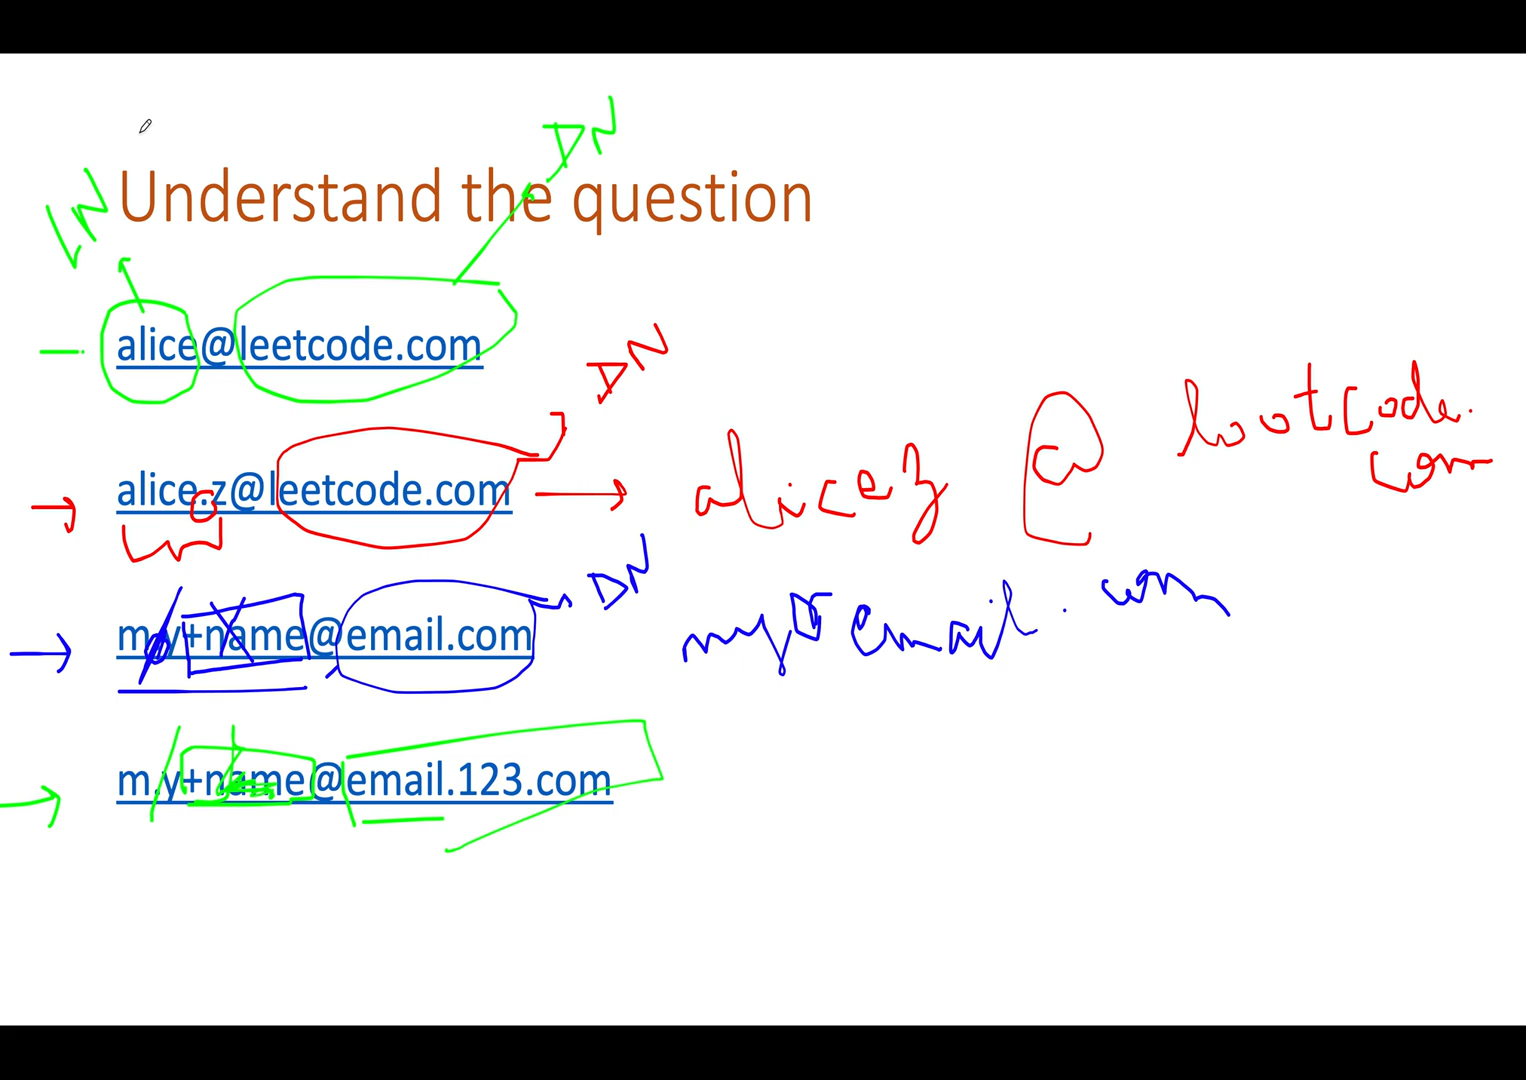 DN
LN
Understand the question
alice@leetcode.com
DN
alice.z@leetcode.com
alicez @ leetcode.com
DN
m.y+name@email.com
my@email.com
m.y+name@email.123.com